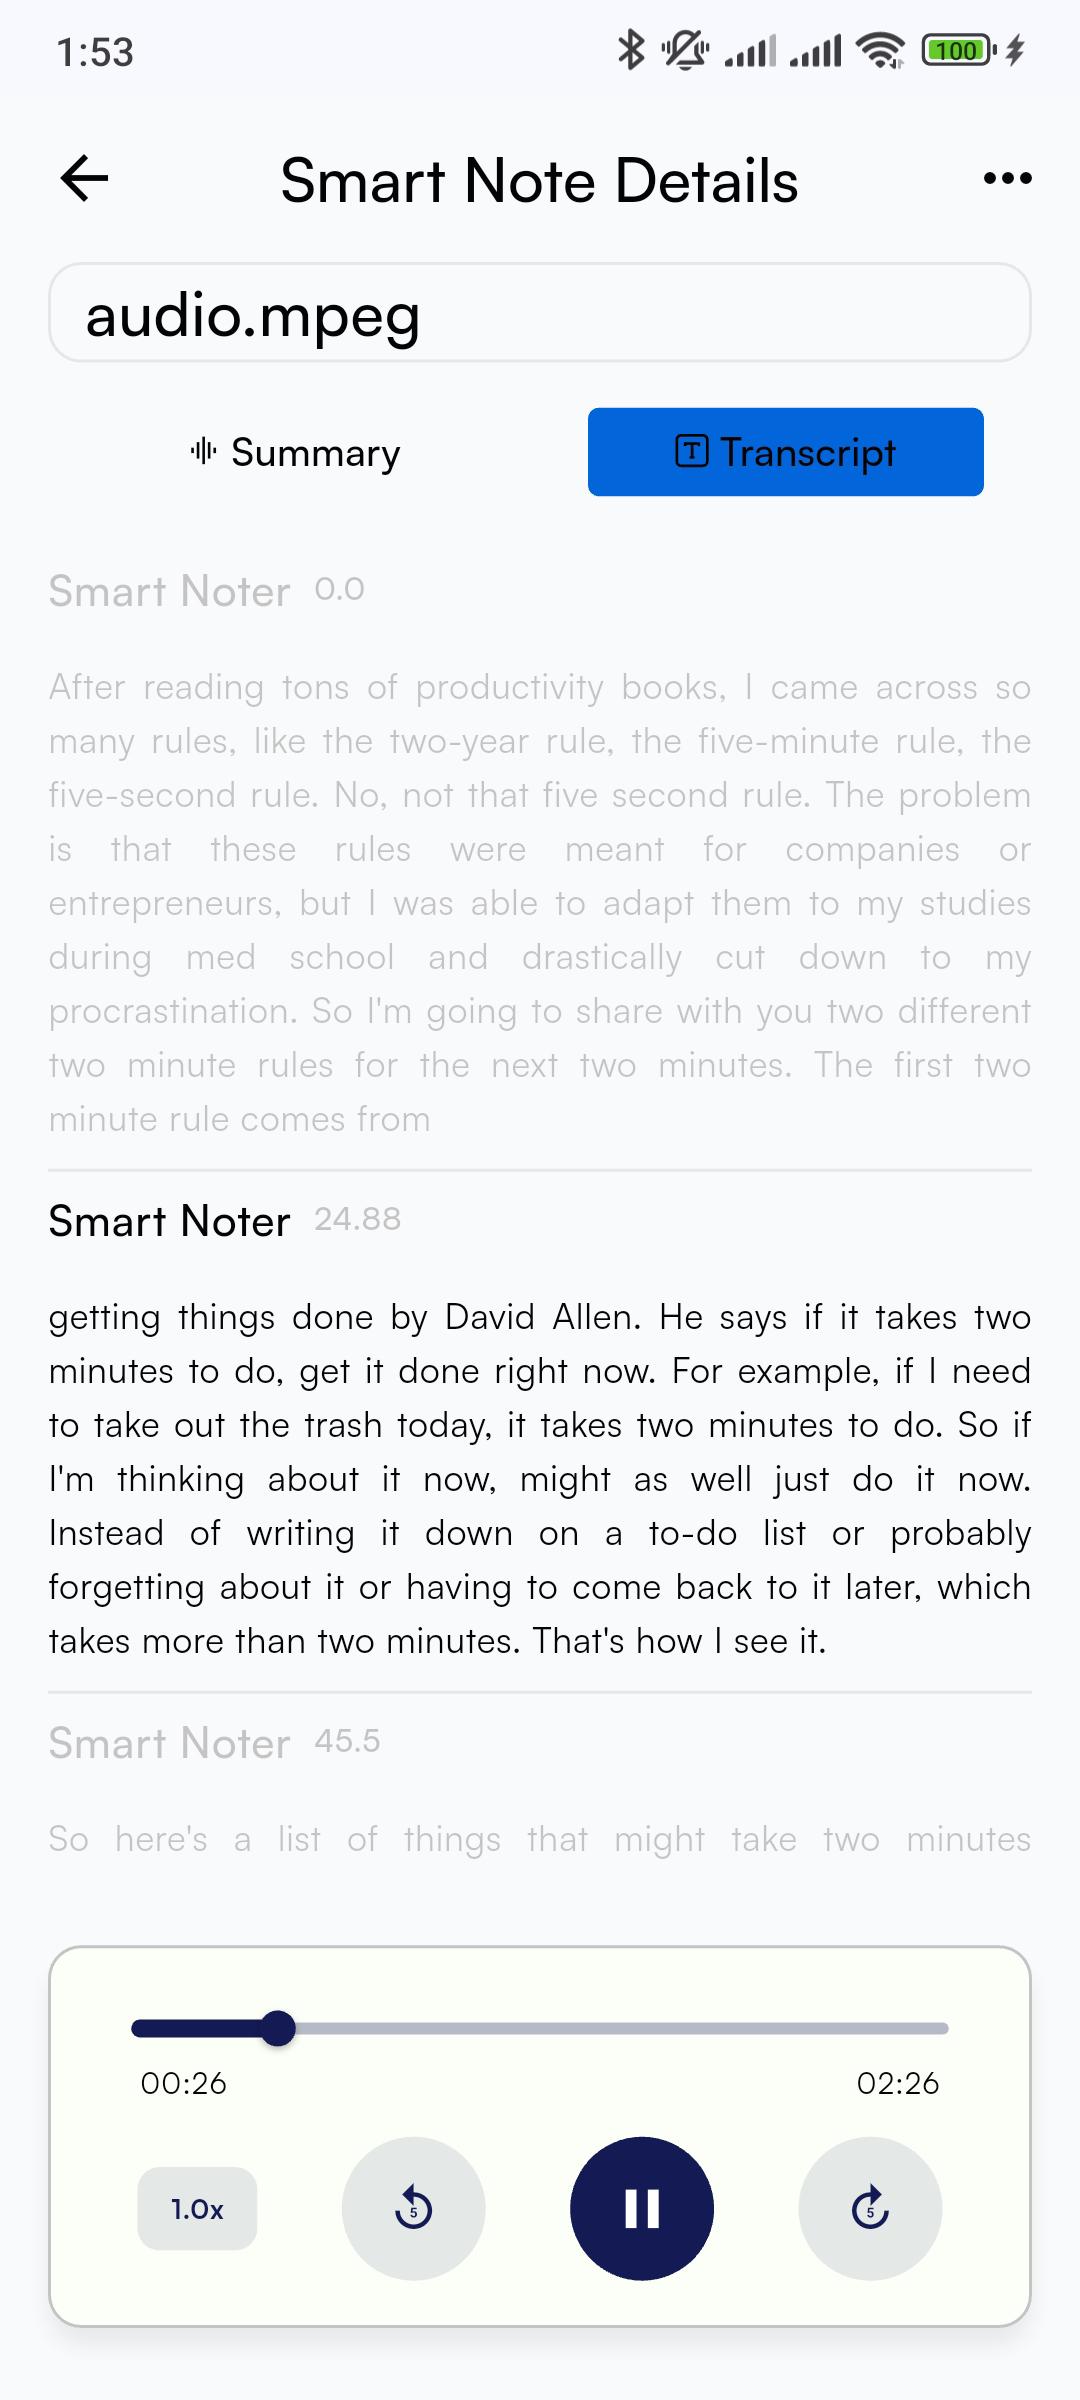 1:53
100
Smart Note Details
audio.mpeg
Summary
Transcript
Smart Noter 0.0
After reading tons of productivity books, I came across so
many rules, like the two-year rule, the five-minute rule, the
five-second rule. No, not that five second rule. The problem
is that these rules were meant for companies or
entrepreneurs, but I was able to adapt them to my studies
during med school and drastically cut down to my
procrastination. So I'm going to share with you two different
two minute rules for the next two minutes. The first two
minute rule comes from
Smart Noter 24.88
getting things done by David Allen. He says if it takes two
minutes to do, get it done right now. For example, if I need
to take out the trash today, it takes two minutes to do. So if
I'm thinking about it now, might as well just do it now.
Instead of writing it down on a to-do list or probably
forgetting about it or having to come back to it later, which
takes more than two minutes. That's how I see it.
Smart Noter 45.5
So here's a list of things that might take two minutes
00:26
02:26
1.0x
5
5